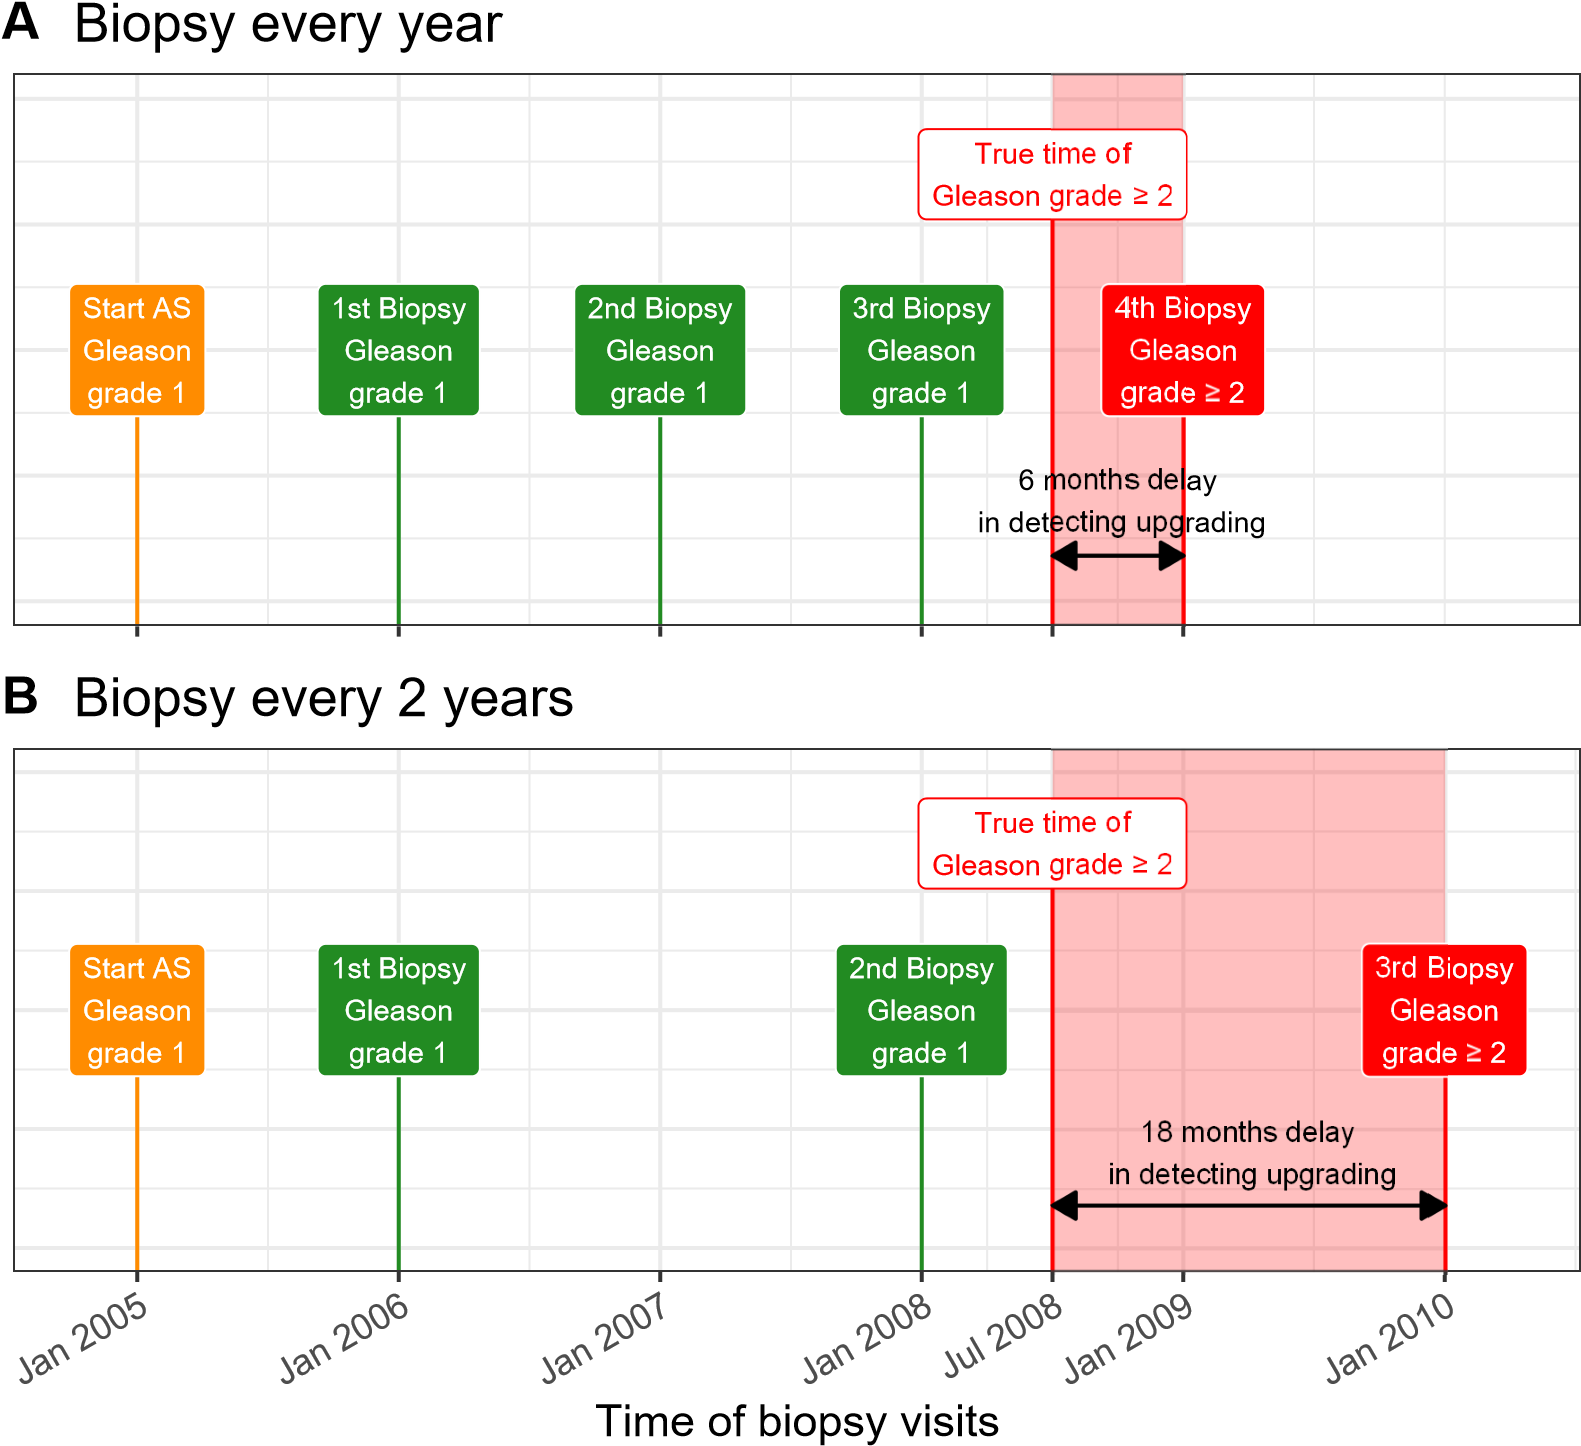 A Biopsy every year
True time of
Gleason grade ≥ 2
Start AS
Gleason
grade 1
1st Biopsy
Gleason
grade 1
2nd Biopsy
Gleason
grade 1
3rd Biopsy
Gleason
grade 1
4th Biopsy
Gleason
grade ≥ 2
6 months delay
in detecting upgrading
B Biopsy every 2 years
True time of
Gleason grade ≥ 2
Start AS
Gleason
grade 1
1st Biopsy
Gleason
grade 1
2nd Biopsy
Gleason
grade 1
3rd Biopsy
Gleason
grade ≥ 2
18 months delay
in detecting upgrading
Jan 2005
Jan 2006
Jan 2007
Jan 2008
Jul 2008
Jan 2009
Jan 2010
Time of biopsy visits